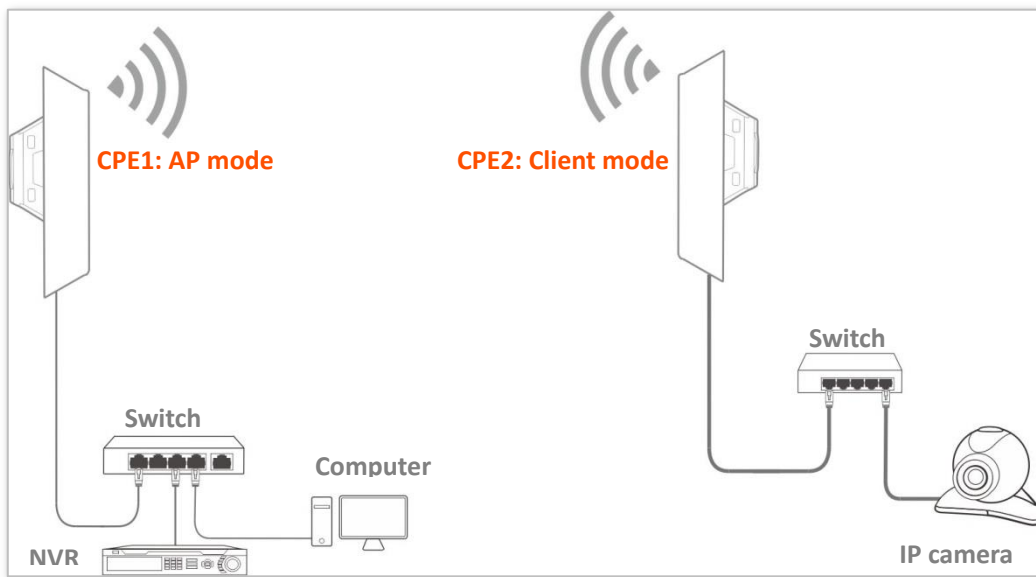 CPE1: AP mode
CPE2: Client mode
Switch
Switch
Computer
NVR
IP camera